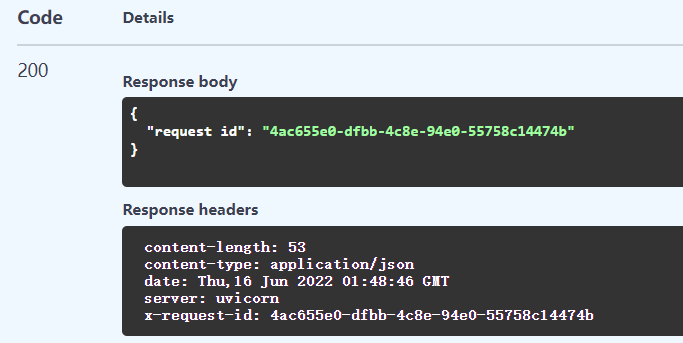 Code Details
200
Response body
{
"request id": "4ac655e0-dfbb-4c8e-94e0-55758c14474b"
}
Response headers
content-length: 53
content-type: application/json
date: Thu,16 Jun 2022 01:48:46 GMT
server: uvicorn
x-request-id: 4ac655e0-dfbb-4c8e-94e0-55758c14474b